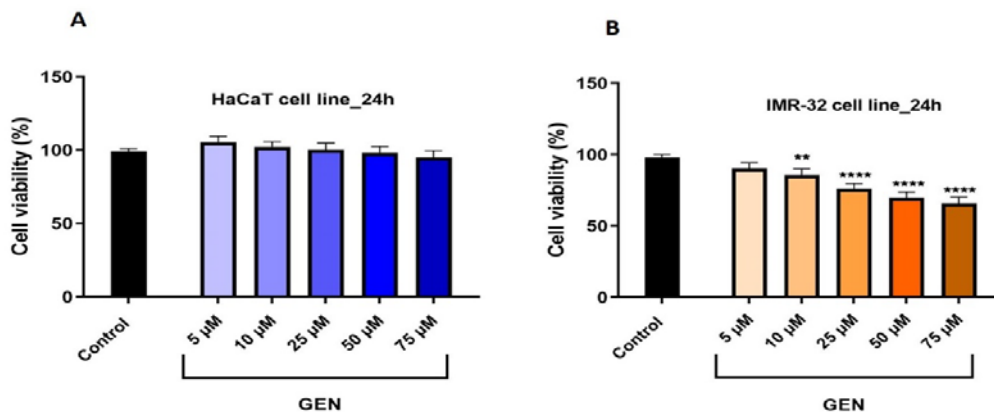 A
HaCaT cell line_24h
Cell viability (%)
150
100
50
0
Control
5 µM
10 µM
25 µM
50 µM
75 µM
GEN
B
IMR-32 cell line_24h
Cell viability (%)
150
100
50
0
**
****
****
****
Control
5 µM
10 µM
25 µM
50 µM
75 µM
GEN